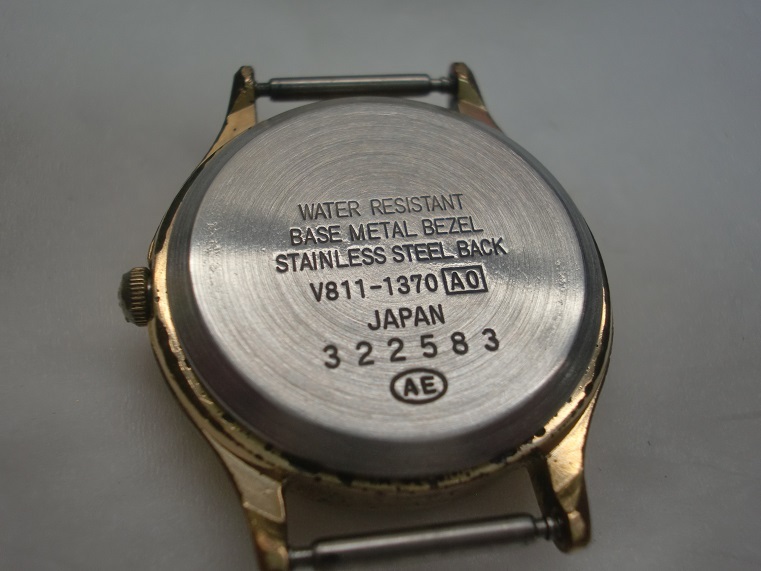 WATER RESISTANT
BASE METAL BEZEL
STAINLESS STEEL BACK
V811-1370 A0
JAPAN
322583
AE